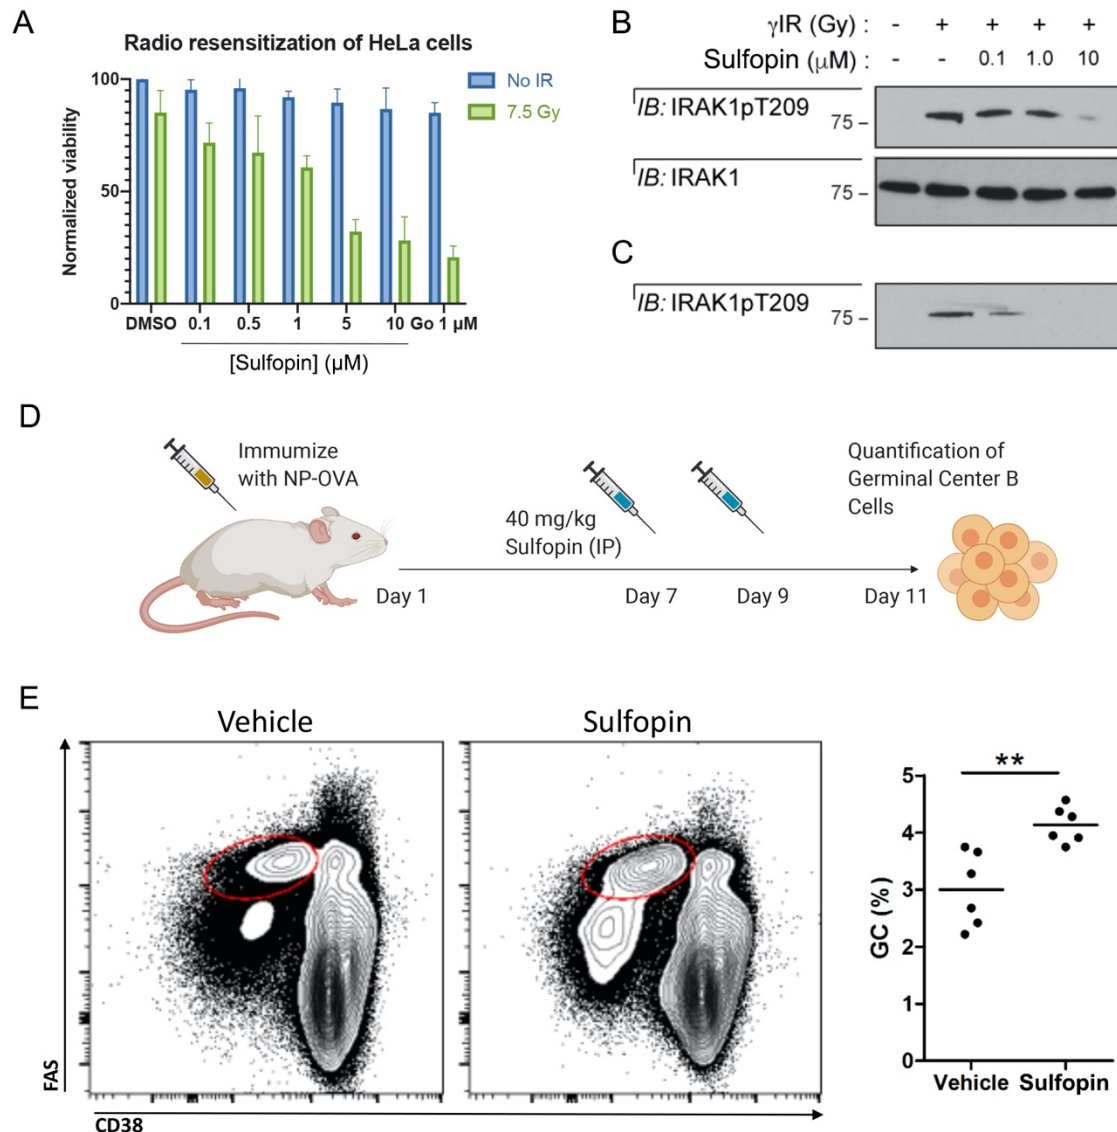 A
Radio resensitization of HeLa cells
100
50
0
Normalized viability
No IR
7.5 Gy
DMSO 0.1 0.5 1 5 10 Go 1 μM
[Sulfopin] (μM)
B
γIR (Gy) : - + + + +
Sulfopin (μM) : - - 0.1 1.0 10
IB: IRAK1pT209
75
IB: IRAK1
75
C
IB: IRAK1pT209
75
D
Immumize
with NP-OVA
40 mg/kg
Sulfopin (IP)
Quantification of
Germinal Center B
Cells
Day 1 Day 7 Day 9 Day 11
E
Vehicle
Sulfopin
FAS
CD38
**
5
4
3
2
1
0
GC (%)
Vehicle Sulfopin